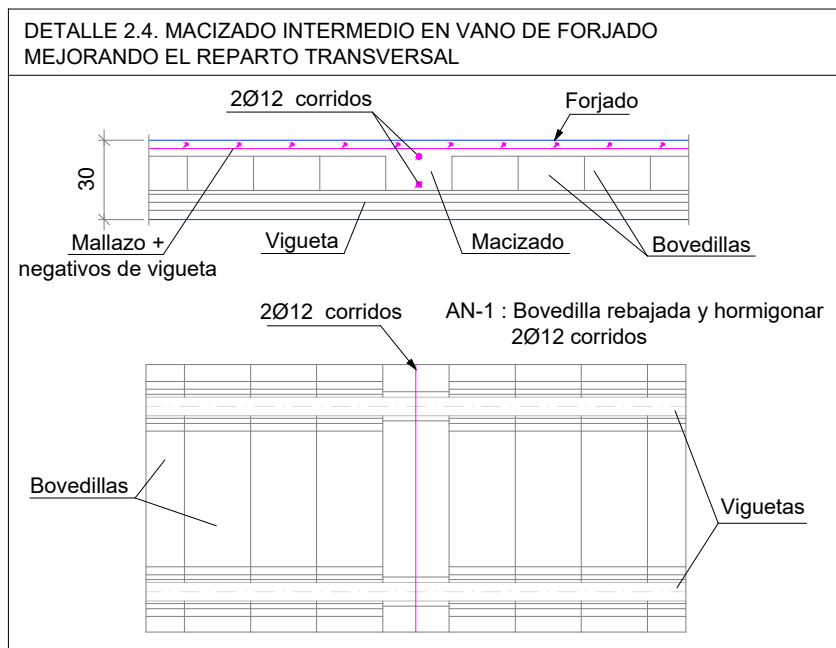 DETALLE 2.4. MACIZADO INTERMEDIO EN VANO DE FORJADO
MEJORANDO EL REPARTO TRANSVERSAL
2Ø12 corridos
Forjado
30
Mallazo +
negativos de vigueta
Vigueta
Macizado
Bovedillas
2Ø12 corridos
AN-1 : Bovedilla rebajada y hormigonar
2Ø12 corridos
Bovedillas
Viguetas